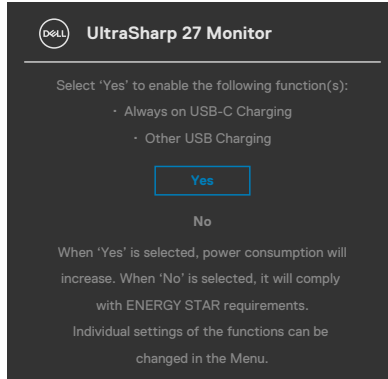 DELL UltraSharp 27 Monitor
Select ‘Yes’ to enable the following function(s):
· Always on USB-C Charging
· Other USB Charging
Yes
No
When ‘Yes’ is selected, power consumption will
increase. When ‘No’ is selected, it will comply
with ENERGY STAR requirements.
Individual settings of the functions can be
changed in the Menu.